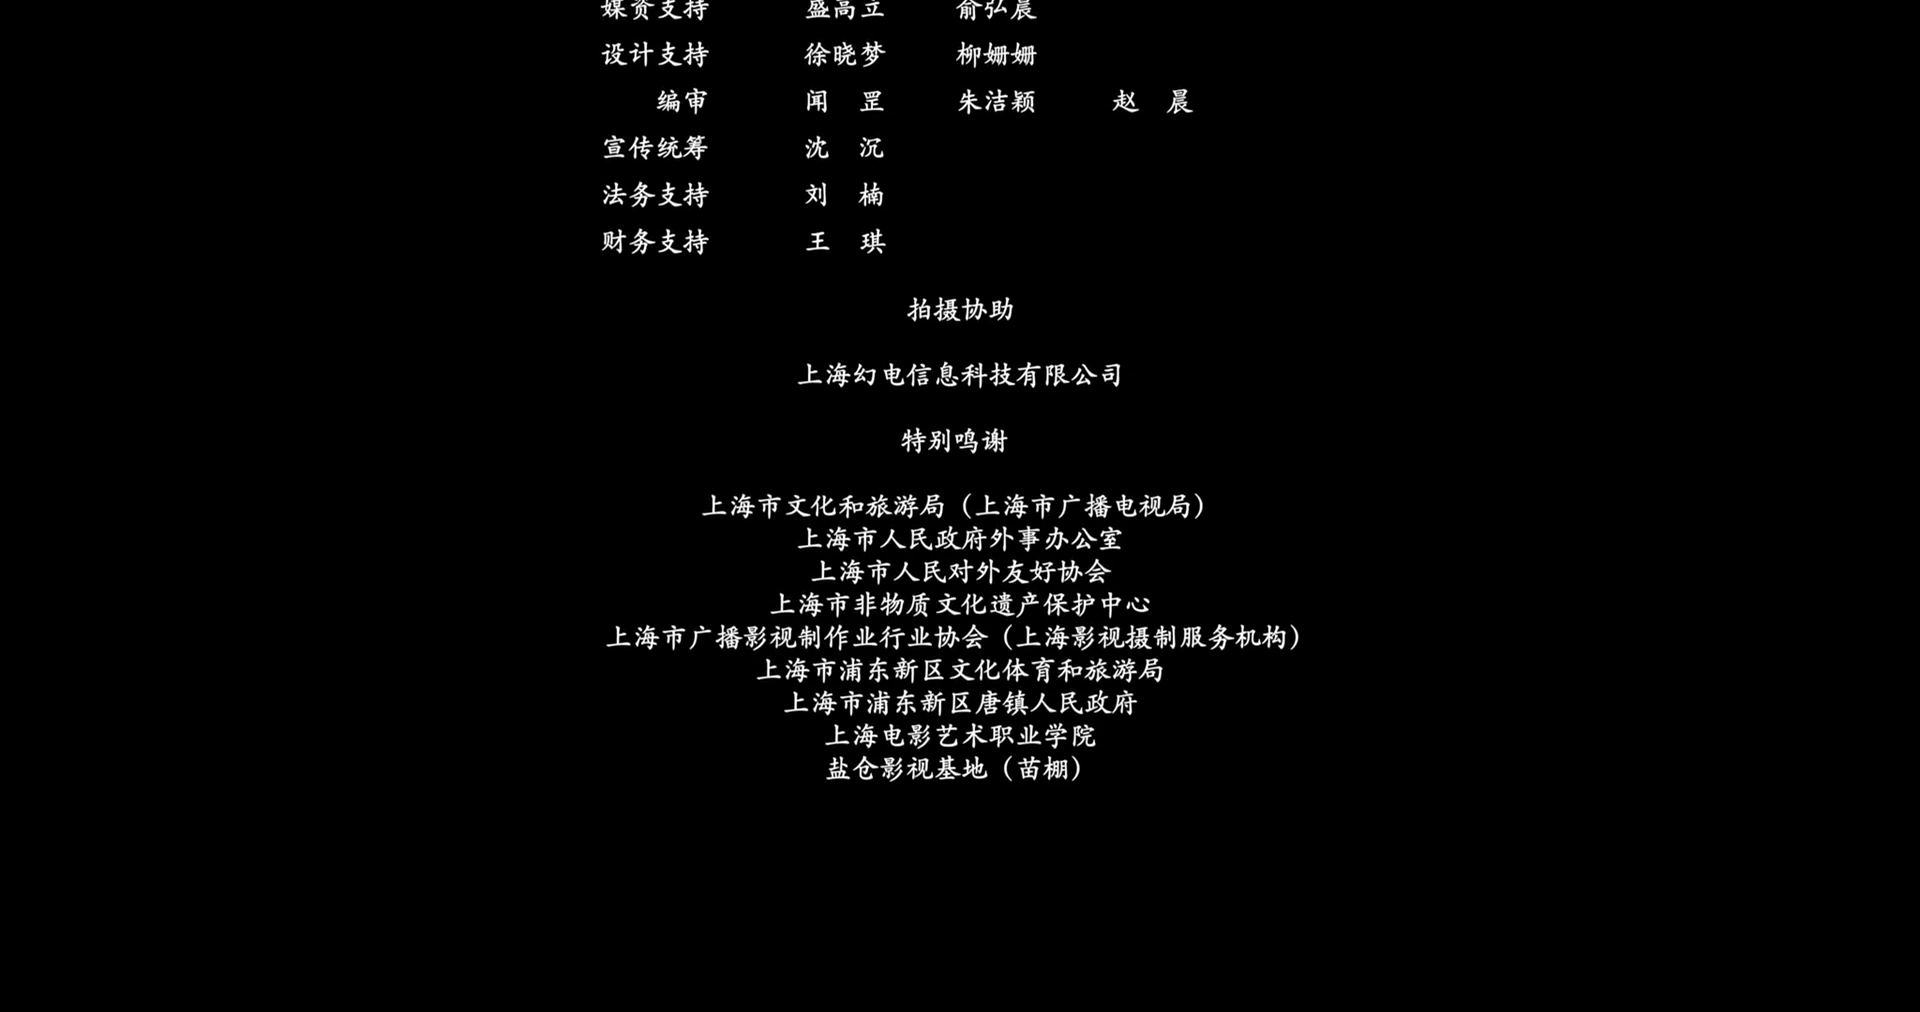 媒资支持 盛高立 俞弘晨
设计支持 徐晓梦 柳姗姗
编审 闻 罡 朱洁颖 赵 晨
宣传统筹 沈 沉
法务支持 刘 楠
财务支持 王 琪
拍摄协助
上海幻电信息科技有限公司
特别鸣谢
上海市文化和旅游局（上海市广播电视局）
上海市人民政府外事办公室
上海市人民对外友好协会
上海市非物质文化遗产保护中心
上海市广播影视制作业行业协会（上海影视摄制服务机构）
上海市浦东新区文化体育和旅游局
上海市浦东新区唐镇人民政府
上海电影艺术职业学院
盐仓影视基地（苗棚）